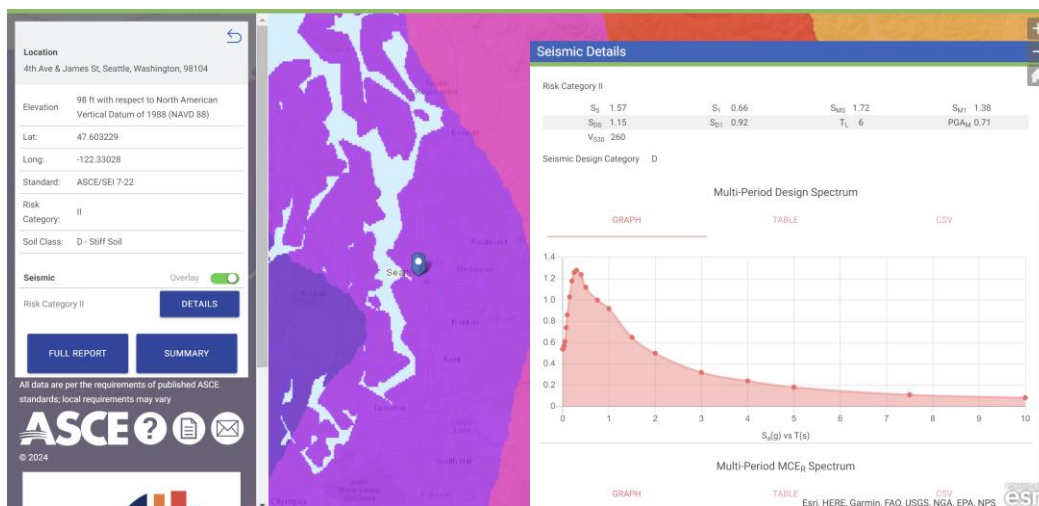 Location
4th Ave & James St, Seattle, Washington, 98104
Elevation 98 ft with respect to North American
Vertical Datum of 1988 (NAVD 88)
Lat: 47.603229
Long: -122.33028
Standard: ASCE/SEI 7-22
Risk
Category: II
Soil Class: D - Stiff Soil
Seismic Overlay
Risk Category II DETAILS
FULL REPORT SUMMARY
All data are per the requirements of published ASCE
standards; local requirements may vary
ASCE ?
© 2024
Redmond
Bellevue
Renton
Kent
Tacoma
South Hill
Olympia
Seismic Details
Risk Category II
SS 1.57 S1 0.66 SMS 1.72 SM1 1.38
SDS 1.15 SD1 0.92 TL 6 PGAM 0.71
VS30 260
Seismic Design Category D
Multi-Period Design Spectrum
GRAPH TABLE CSV
1.4
1.2
1.0
0.8
0.6
0.4
0.2
0
0 1 2 3 4 5 6 7 8 9 10
Sa(g) vs T(s)
Multi-Period MCER Spectrum
GRAPH TABLE CSV
Esri, HERE, Garmin, FAO, USGS, NGA, EPA, NPS
esri